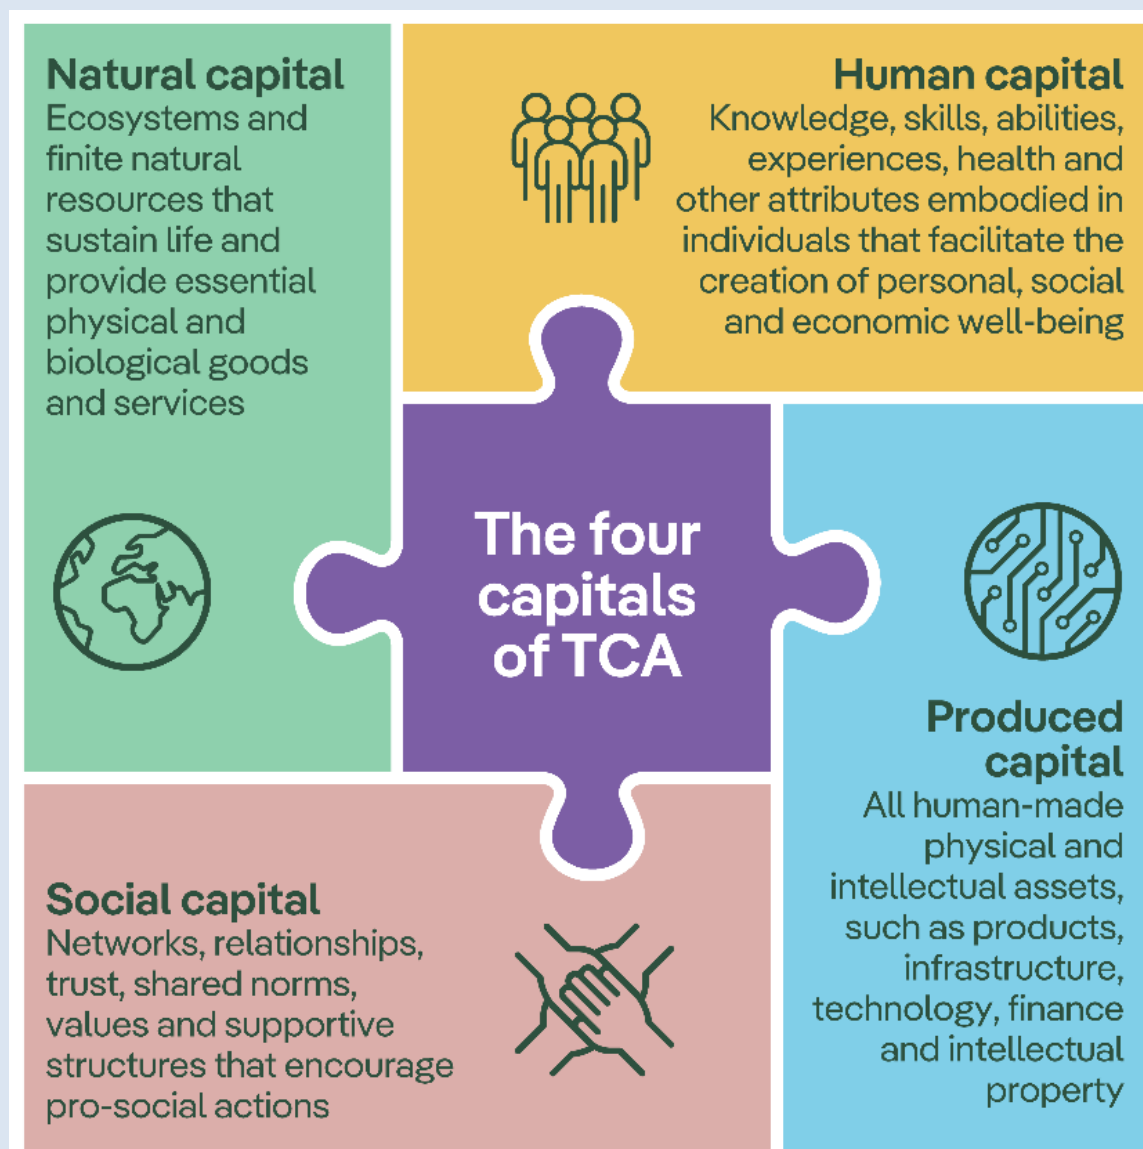 Natural capital
Ecosystems and
finite natural
resources that
sustain life and
provide essential
physical and
biological goods
and services
Human capital
Knowledge, skills, abilities,
experiences, health and
other attributes embodied in
individuals that facilitate the
creation of personal, social
and economic well-being
The four
capitals
of TCA
Produced
capital
All human-made
physical and
intellectual assets,
such as products,
infrastructure,
technology, finance
and intellectual
property
Social capital
Networks, relationships,
trust, shared norms,
values and supportive
structures that encourage
pro-social actions